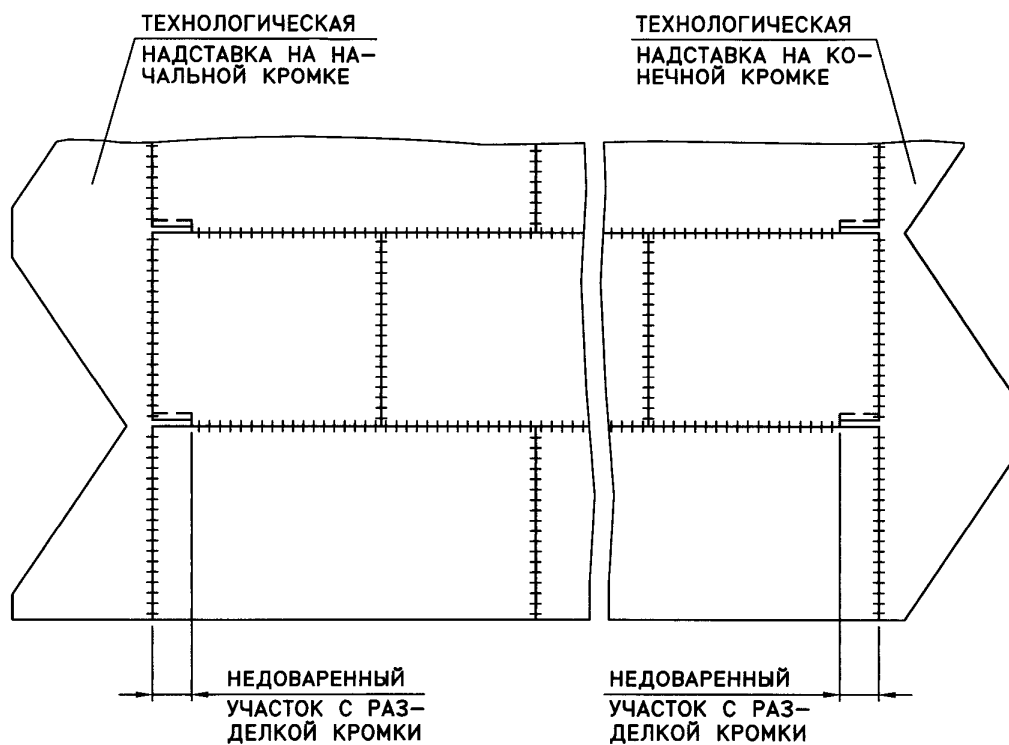 ТЕХНОЛОГИЧЕСКАЯ
НАДСТАВКА НА НА-
ЧАЛЬНОЙ КРОМКЕ
ТЕХНОЛОГИЧЕСКАЯ
НАДСТАВКА НА КО-
НЕЧНОЙ КРОМКЕ
НЕДОВАРЕННЫЙ
УЧАСТОК С РАЗ-
ДЕЛКОЙ КРОМКИ
НЕДОВАРЕННЫЙ
УЧАСТОК С РАЗ-
ДЕЛКОЙ КРОМКИ